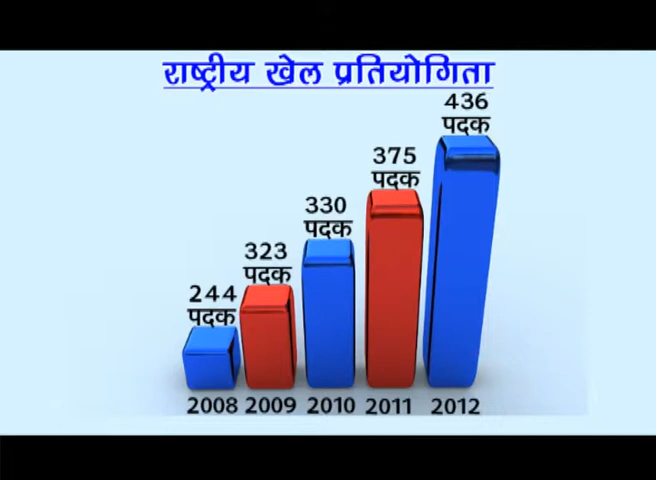 राष्ट्रीय खेल प्रतियोगिता
436
पदक
375
पदक
330
पदक
323
पदक
244
पदक
2008 2009 2010 2011 2012